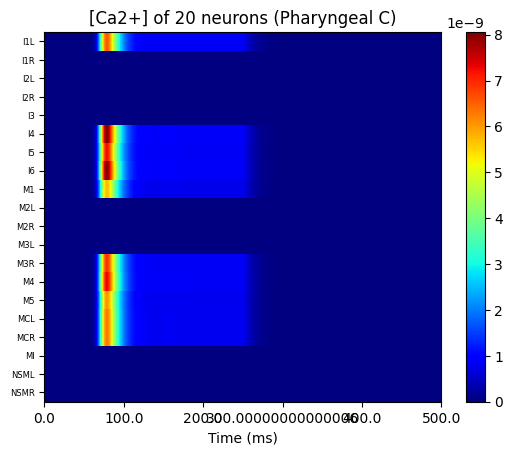 [Ca2+] of 20 neurons (Pharyngeal C)
1e−9
I1L
I1R
I2L
I2R
I3
I4
I5
I6
M1
M2L
M2R
M3L
M3R
M4
M5
MCL
MCR
MI
NSML
NSMR
8
7
6
5
4
3
2
1
0
0.0 100.0 200.0 300.00000000000006 400.0 500.0
Time (ms)